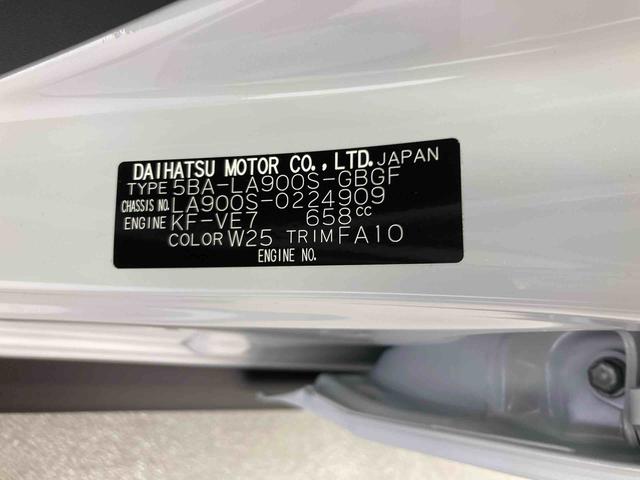 DAIHATSU MOTOR CO., LTD. JAPAN
TYPE 5BA-LA900S-GBGF
CHASSIS NO. LA900S-0224909
ENGINE KF-VE7 658cc
COLOR W25 TRIM FA10
ENGINE NO.